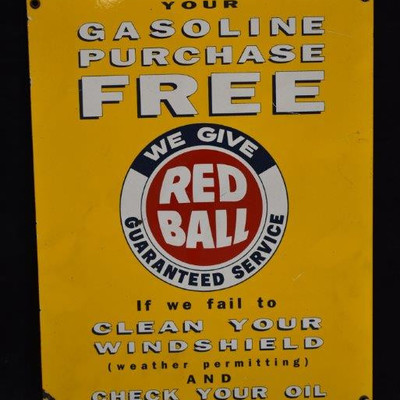 YOUR
GASOLINE
PURCHASE
FREE
WE GIVE
RED
BALL
GUARANTEED SERVICE
If we fail to
CLEAN YOUR
WINDSHIELD
(weather permitting)
AND
CHECK YOUR OIL